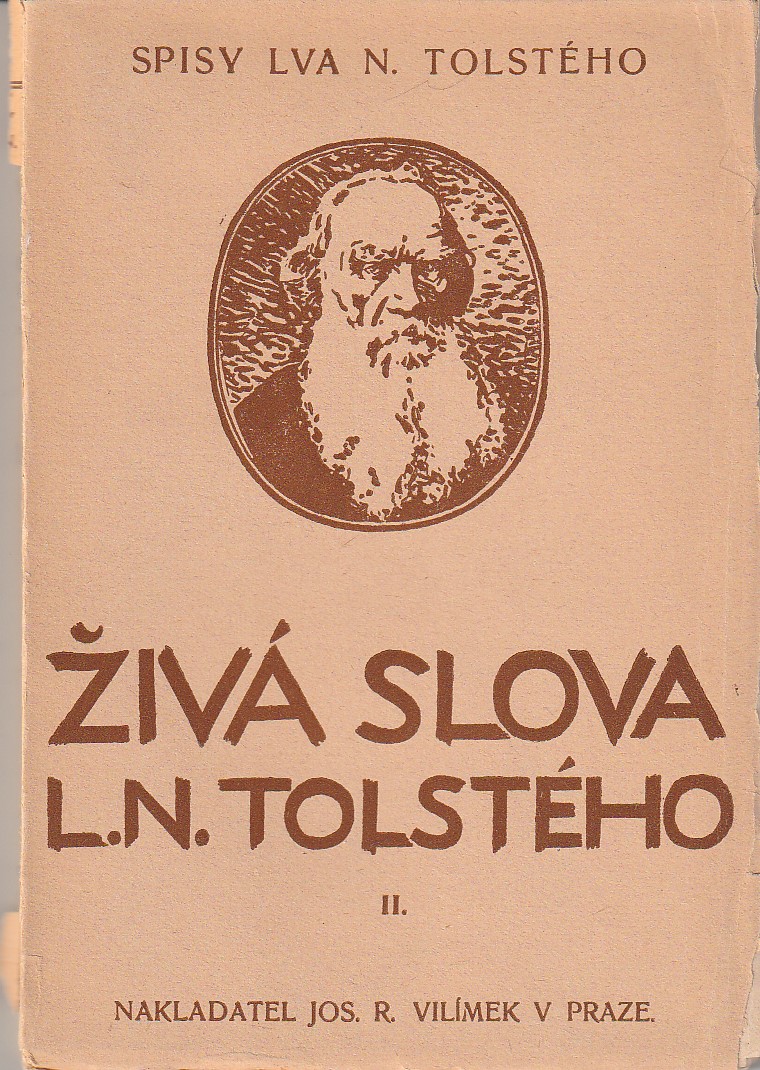 SPISY LVA N. TOLSTÉHO
ŽIVÁ SLOVA
L.N. TOLSTÉHO
II.
NAKLADATEL JOS. R. VILÍMEK V PRAZE.